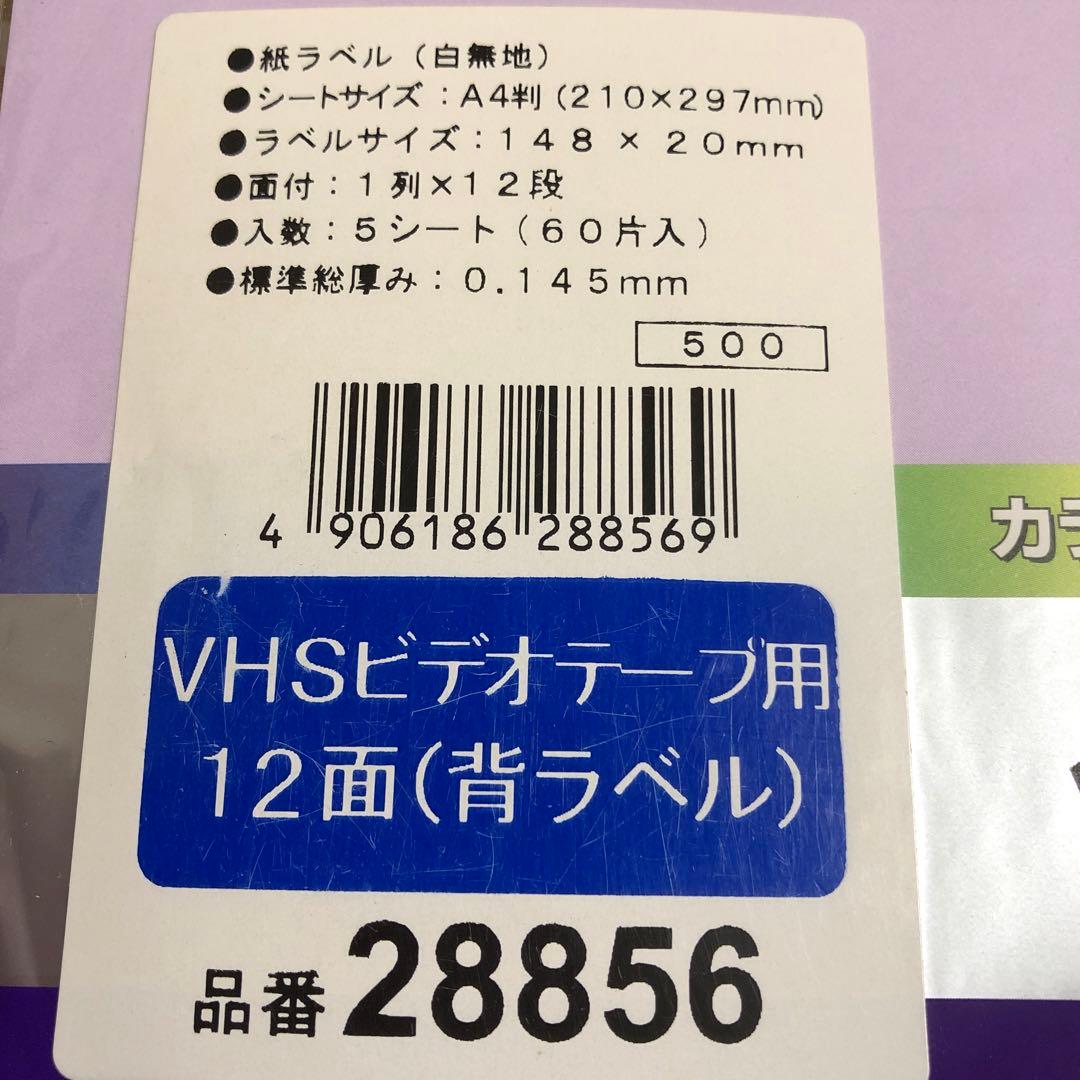 ●紙ラベル（白無地）
●シートサイズ：A4判（210×297mm）
●ラベルサイズ：148 × 20mm
●面付：1列×12段
●入数：5シート（60片入）
●標準総厚み：0.145mm
500
4 906186 288569
カラ
VHSビデオテープ用
12面（背ラベル）
品番 28856